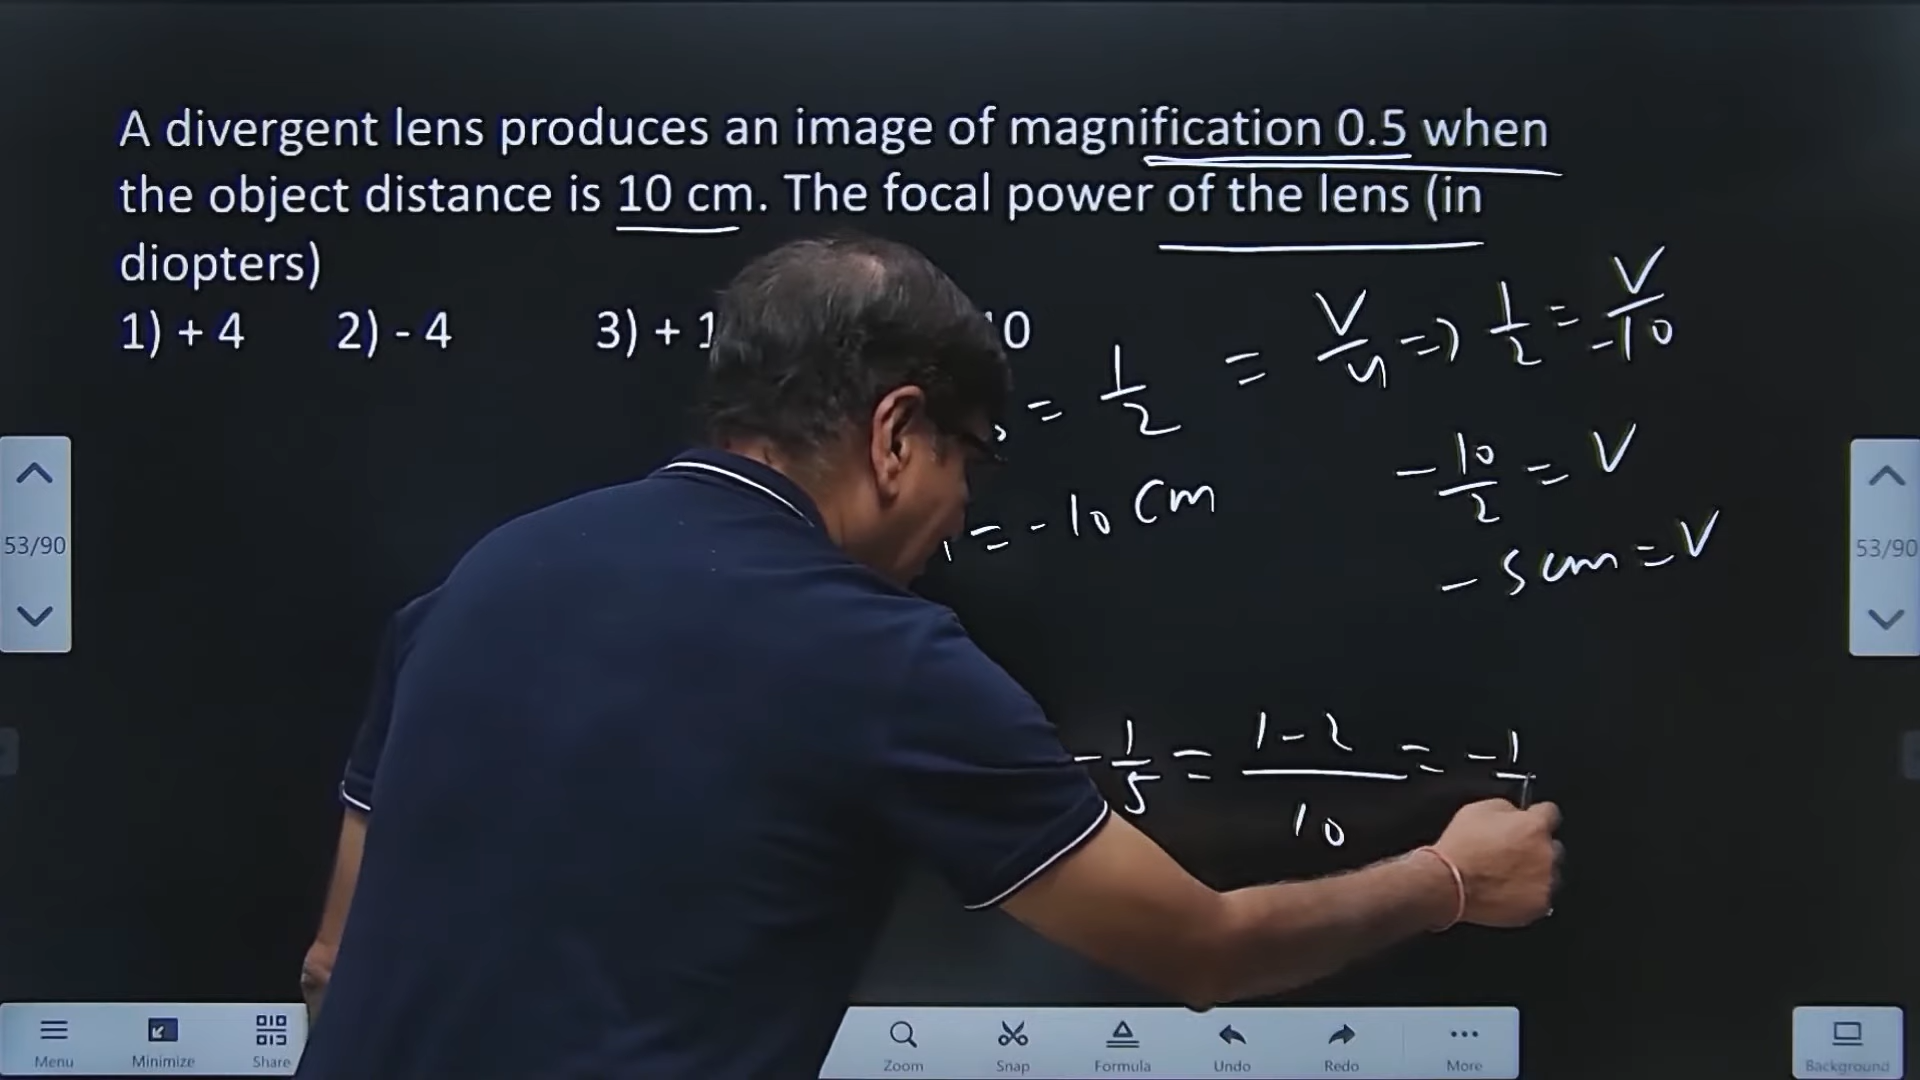 A divergent lens produces an image of magnification 0.5 when
the object distance is 10 cm. The focal power of the lens (in
diopters)
1) + 4 2) - 4 3) + 1 0
= 1/2 = V/u => 1/2 = V/-10
= -10 cm
-10/2 = V
- 5 cm = V
- 1/5 = 1-2/10 = -1
53/90
53/90
Menu
Minimize
Share
Zoom
Snap
Formula
Undo
Redo
More
Background